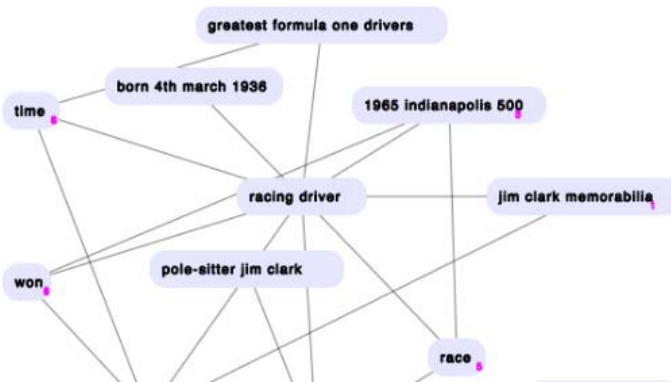 greatest formula one drivers
born 4th march 1936
time
1965 indianapolis 500
racing driver
jim clark memorabilia
pole-sitter jim clark
won
race 5